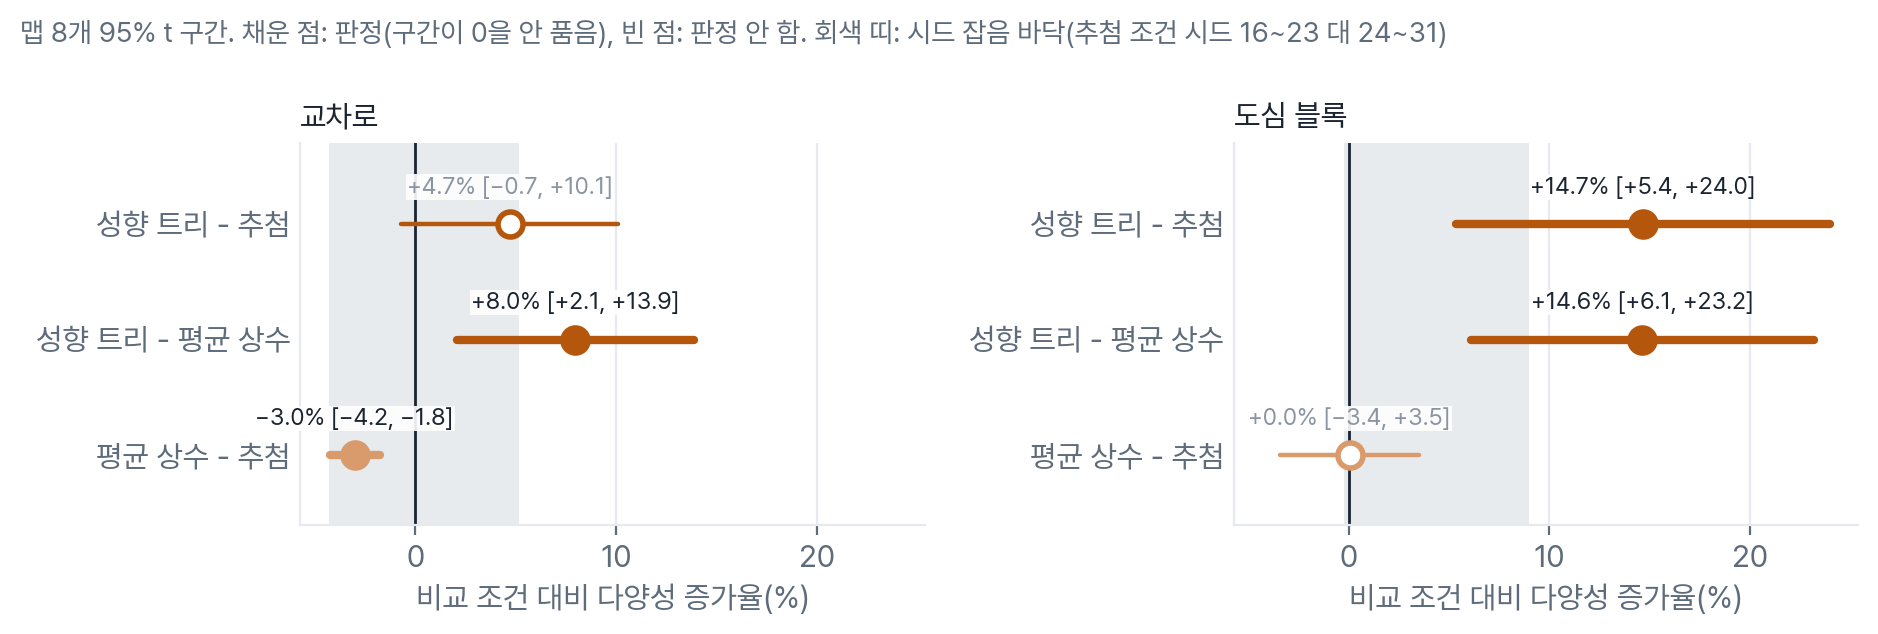 맵 8개 95% t 구간. 채운 점: 판정(구간이 0을 안 품음), 빈 점: 판정 안 함. 회색 띠: 시드 잡음 바닥(추첨 조건 시드 16~23 대 24~31)
교차로
성향 트리 - 추첨
+4.7% [−0.7, +10.1]
성향 트리 - 평균 상수
+8.0% [+2.1, +13.9]
평균 상수 - 추첨
−3.0% [−4.2, −1.8]
0 10 20
비교 조건 대비 다양성 증가율(%)
도심 블록
성향 트리 - 추첨
+14.7% [+5.4, +24.0]
성향 트리 - 평균 상수
+14.6% [+6.1, +23.2]
평균 상수 - 추첨
+0.0% [−3.4, +3.5]
0 10 20
비교 조건 대비 다양성 증가율(%)